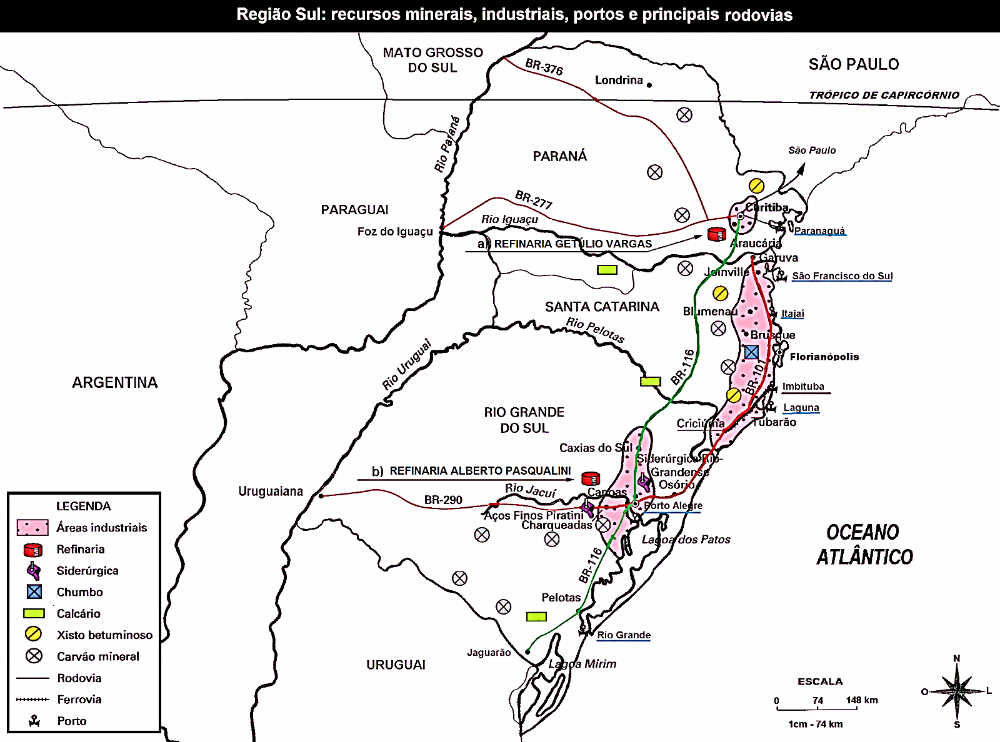 Região Sul: recursos minerais, industriais, portos e principais rodovias
MATO GROSSO
DO SUL
SÃO PAULO
BR-376
Londrina
TRÓPICO DE CAPIRCÓRNIO
Rio Paraná
São Paulo
PARANÁ
PARAGUAI
BR-277
Curitiba
Rio Iguaçu
Foz do Iguaçu
Paranaguá
a) REFINARIA GETÚLIO VARGAS
Araucária
Garuva
Joinville
São Francisco do Sul
SANTA CATARINA
Blumenau
Itajaí
Rio Pelotas
Brusque
Rio Uruguai
BR-116
Florianópolis
BR-101
ARGENTINA
Imbituba
Laguna
RIO GRANDE
DO SUL
Criciúma
Tubarão
Caxias do Sul
Siderúrgica Rio-
Grandense
b) REFINARIA ALBERTO PASQUALINI
Osório
Rio Jacuí
Canoas
Uruguaiana
BR-290
Porto Alegre
Aços Finos Piratini
Charqueadas
Lagoa dos Patos
OCEANO
ATLÂNTICO
BR-116
Pelotas
Rio Grande
Jaguarão
Lagoa Mirim
URUGUAI
LEGENDA
Áreas industriais
Refinaria
Siderúrgica
Chumbo
Calcário
Xisto betuminoso
Carvão mineral
Rodovia
Ferrovia
Porto
ESCALA
0 74 148 km
1cm - 74 km
N
O L
S